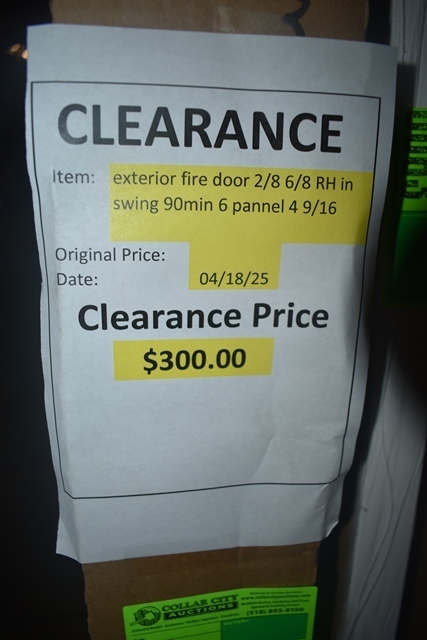 CLEARANCE
Item: exterior fire door 2/8 6/8 RH in
swing 90min 6 pannel 4 9/16
Original Price:
Date: 04/18/25
Clearance Price
$300.00
COLLAR CITY
AUCTIONS